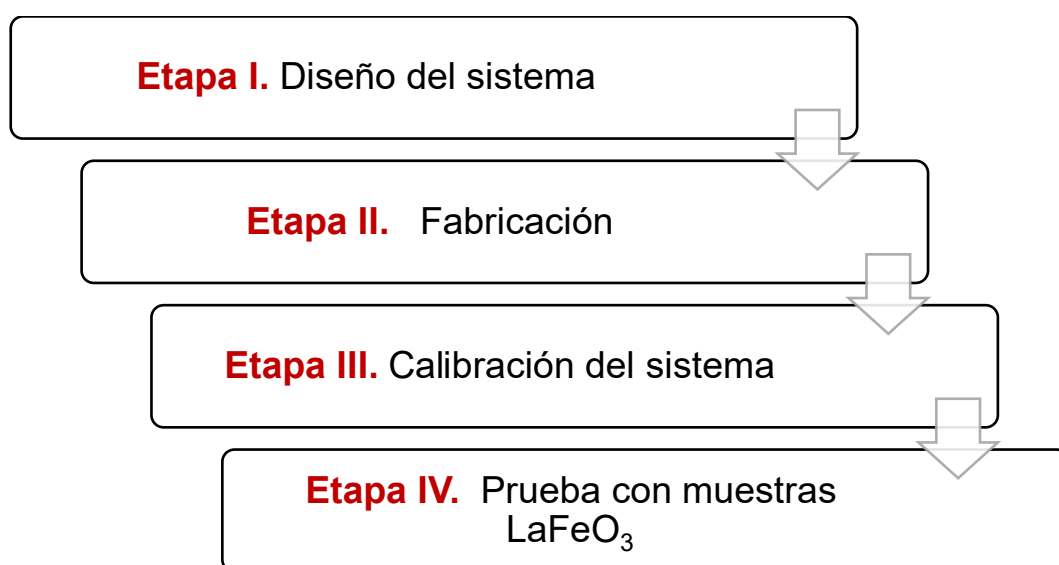 Etapa I. Diseño del sistema
Etapa II. Fabricación
Etapa III. Calibración del sistema
Etapa IV. Prueba con muestras
LaFeO₃